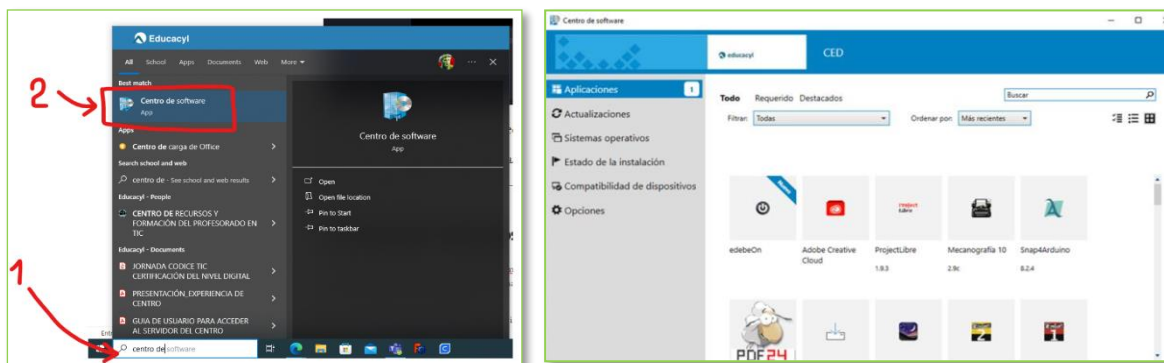 Educacyl
All School Apps Documents Web More
Best match
2
Centro de software
App
Apps
Centro de carga de Office
Search school and web
centro de - See school and web results
Educacyl - People
CENTRO DE RECURSOS Y
FORMACIÓN DEL PROFESORADO EN
TIC
Educacyl - Documents
JORNADA CODICE TIC
CERTIFICACIÓN DEL NIVEL DIGITAL
PRESENTACIÓN_EXPERIENCIA DE
CENTRO
GUIA DE USUARIO PARA ACCEDER
AL SERVIDOR DEL CENTRO
1
centro de software
Centro de software
App
Open
Open file location
Pin to Start
Pin to taskbar
Centro de software
educacyl
CED
Aplicaciones 1
Actualizaciones
Sistemas operativos
Estado de la instalación
Compatibilidad de dispositivos
Opciones
Todo Requerido Destacados
Buscar
Filtrar: Todas Ordenar por: Más recientes
Nuevo
edebeOn
Adobe Creative
Cloud
ProjectLibre
1.9.3
Mecanografía 10
2.9c
Snap4Arduino
8.2.4
PDF24